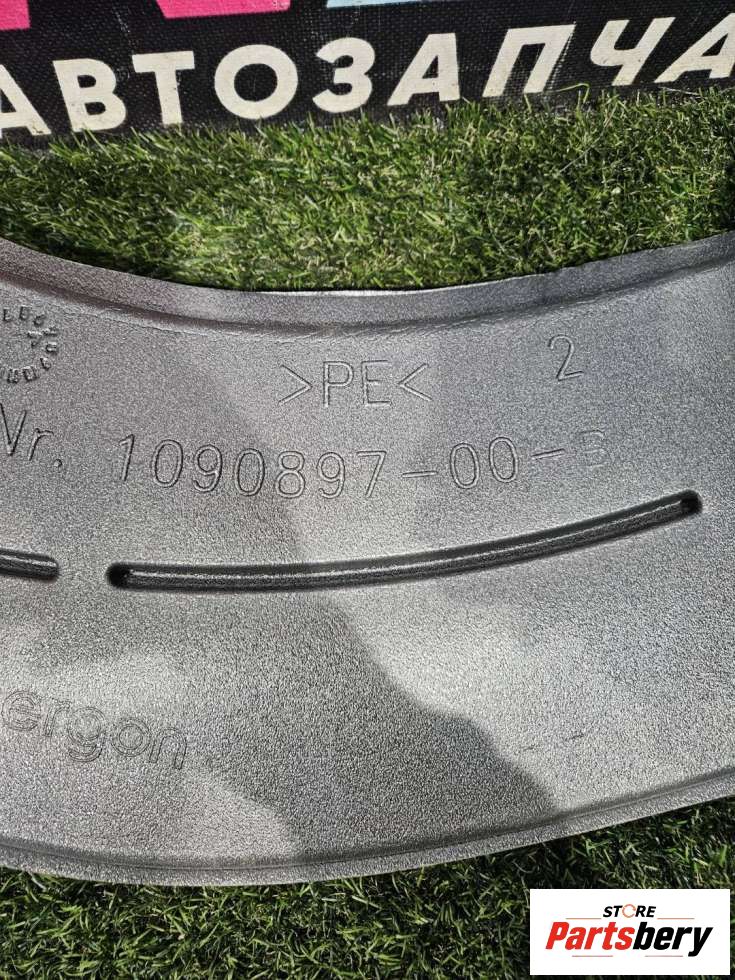 АВТОЗАПЧА
>PE< 2
Nr. 1090897-00-
ergon
STORE
Partsbery